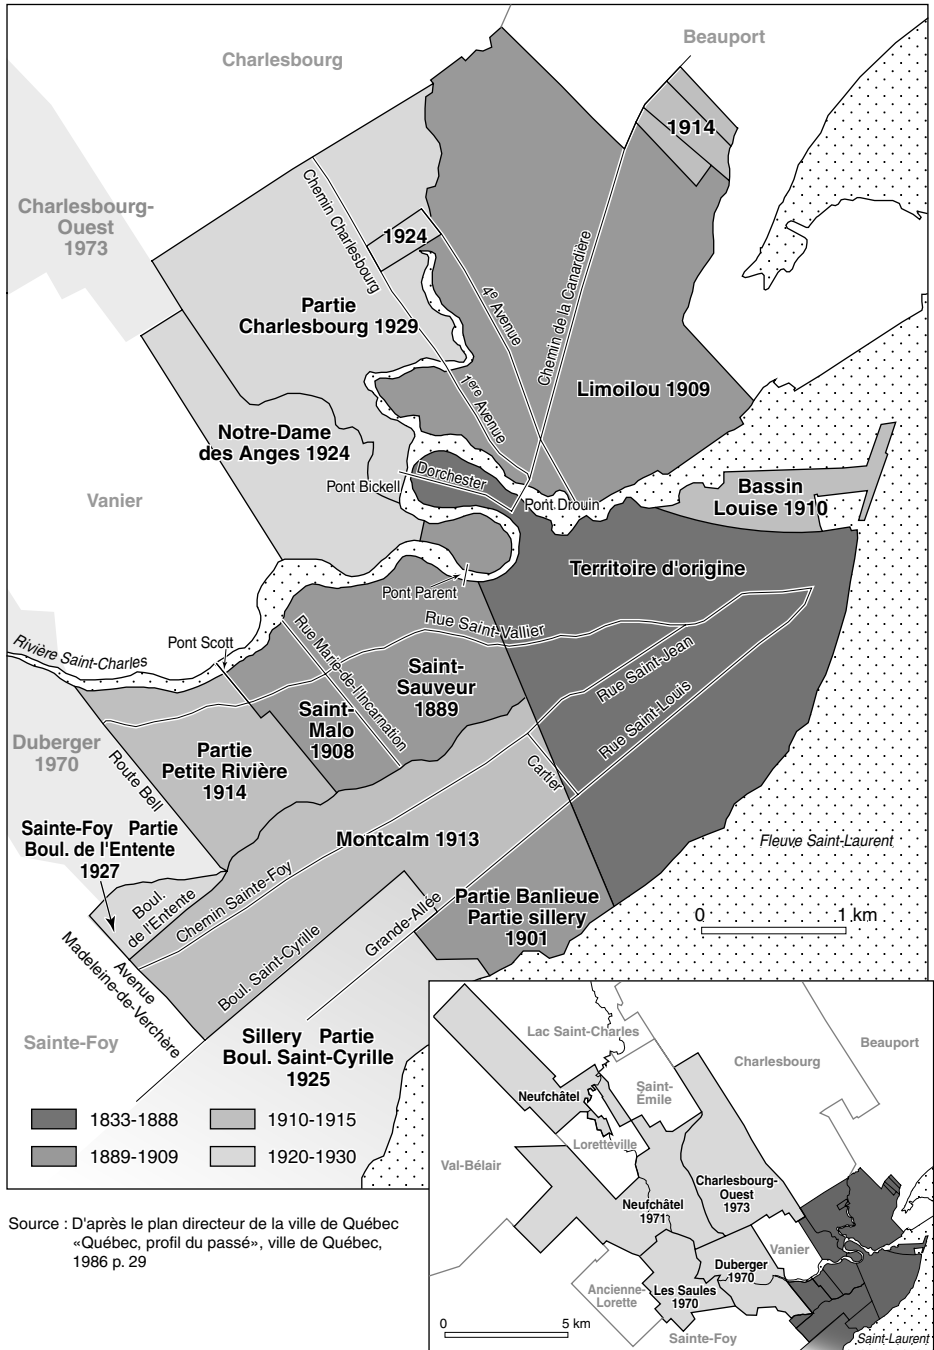 Charlesbourg
Beauport
1914
Charlesbourg-
Ouest
1973
Chemin Charlesbourg
1924
Partie
Charlesbourg 1929
4e Avenue
Chemin de la Canardière
1ere Avenue
Limoilou 1909
Notre-Dame
des Anges 1924
Vanier
Pont Bickell
Dorchester
Pont Drouin
Bassin
Louise 1910
Territoire d'origine
Pont Parent
Rue Saint-Vallier
Rivière Saint-Charles
Pont Scott
Rue Marie-de-l'Incarnation
Saint-
Sauveur
1889
Rue Saint-Jean
Rue Saint-Louis
Saint-
Malo
1908
Duberger
1970
Partie
Petite Rivière
1914
Route Bell
Cartier
Sainte-Foy Partie
Boul. de l'Entente
1927
Montcalm 1913
Fleuve Saint-Laurent
Boul.
de l'Entente
Chemin Sainte-Foy
Grande-Allée
Partie Banlieue
Partie sillery
1901
0 1 km
Boul. Saint-Cyrille
Avenue
Madeleine-de-Verchère
Sainte-Foy
Sillery Partie
Boul. Saint-Cyrille
1925
1833-1888
1910-1915
1889-1909
1920-1930
Lac Saint-Charles
Beauport
Charlesbourg
Neufchâtel
Saint-
Émile
Loretteville
Val-Bélair
Charlesbourg-
Ouest
1973
Neufchâtel
1971
Vanier
Duberger
1970
Ancienne-
Lorette
Les Saules
1970
0 5 km
Sainte-Foy
Saint-Laurent
Source : D'après le plan directeur de la ville de Québec
«Québec, profil du passé», ville de Québec,
1986 p. 29